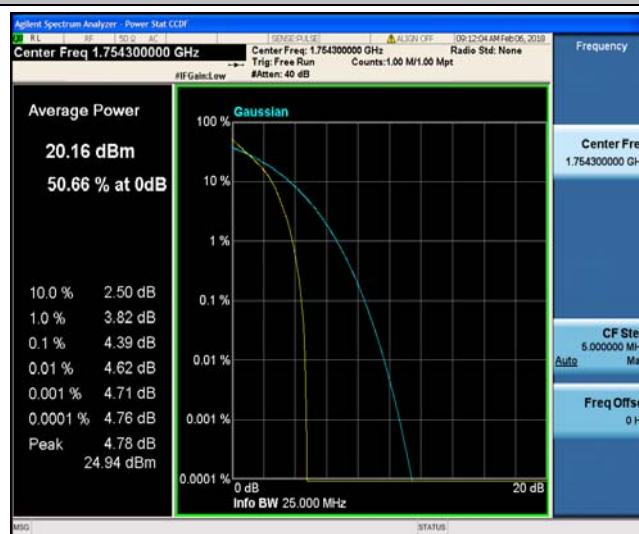 Agilent Spectrum Analyzer - Power Stat CCDF
RL RF 50 Ω AC SENSE:PULSE ALIGN OFF 09:12:04 AM Feb 06, 2018
Center Freq 1.754300000 GHz
Center Freq: 1.754300000 GHz Radio Std: None
Trig: Free Run Counts:1.00 M/1.00 Mpt
#IFGain:Low #Atten: 40 dB
Frequency
Average Power
20.16 dBm
50.66 % at 0dB
10.0 % 2.50 dB
1.0 % 3.82 dB
0.1 % 4.39 dB
0.01 % 4.62 dB
0.001 % 4.71 dB
0.0001 % 4.76 dB
Peak 4.78 dB
24.94 dBm
Gaussian
100 %
10 %
1 %
0.1 %
0.01 %
0.001 %
0.0001 %
0 dB 20 dB
Info BW 25.000 MHz
Center Fre
1.754300000 GH
CF Ste
5.000000 MH
Auto Ma
Freq Offs
0 H
MSG STATUS